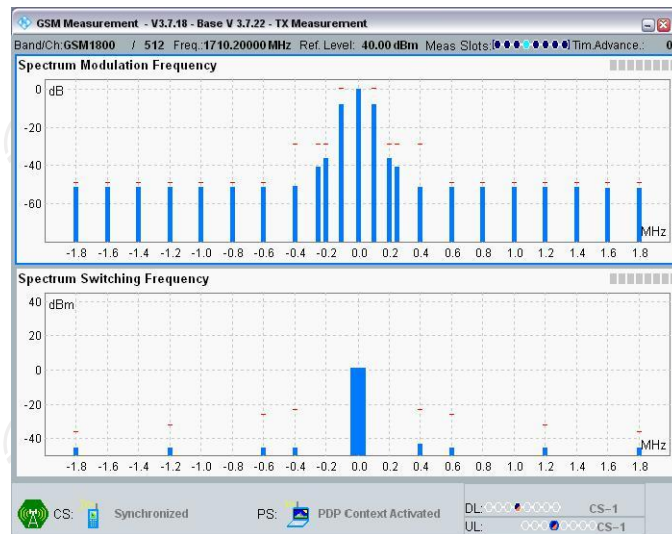 GSM Measurement - V3.7.18 - Base V 3.7.22 - TX Measurement
Band/Ch:GSM1800 / 512 Freq.:1710.20000 MHz Ref. Level: 40.00 dBm Meas Slots: Tim.Advance.: 0
Spectrum Modulation Frequency
dB
0
-20
-40
-60
MHz
-1.8 -1.6 -1.4 -1.2 -1.0 -0.8 -0.6 -0.4 -0.2 0.0 0.2 0.4 0.6 0.8 1.0 1.2 1.4 1.6 1.8
Spectrum Switching Frequency
40
dBm
20
0
-20
-40
MHz
-1.8 -1.6 -1.4 -1.2 -1.0 -0.8 -0.6 -0.4 -0.2 0.0 0.2 0.4 0.6 0.8 1.0 1.2 1.4 1.6 1.8
CS: Synchronized PS: PDP Context Activated
DL: CS-1
UL: CS-1